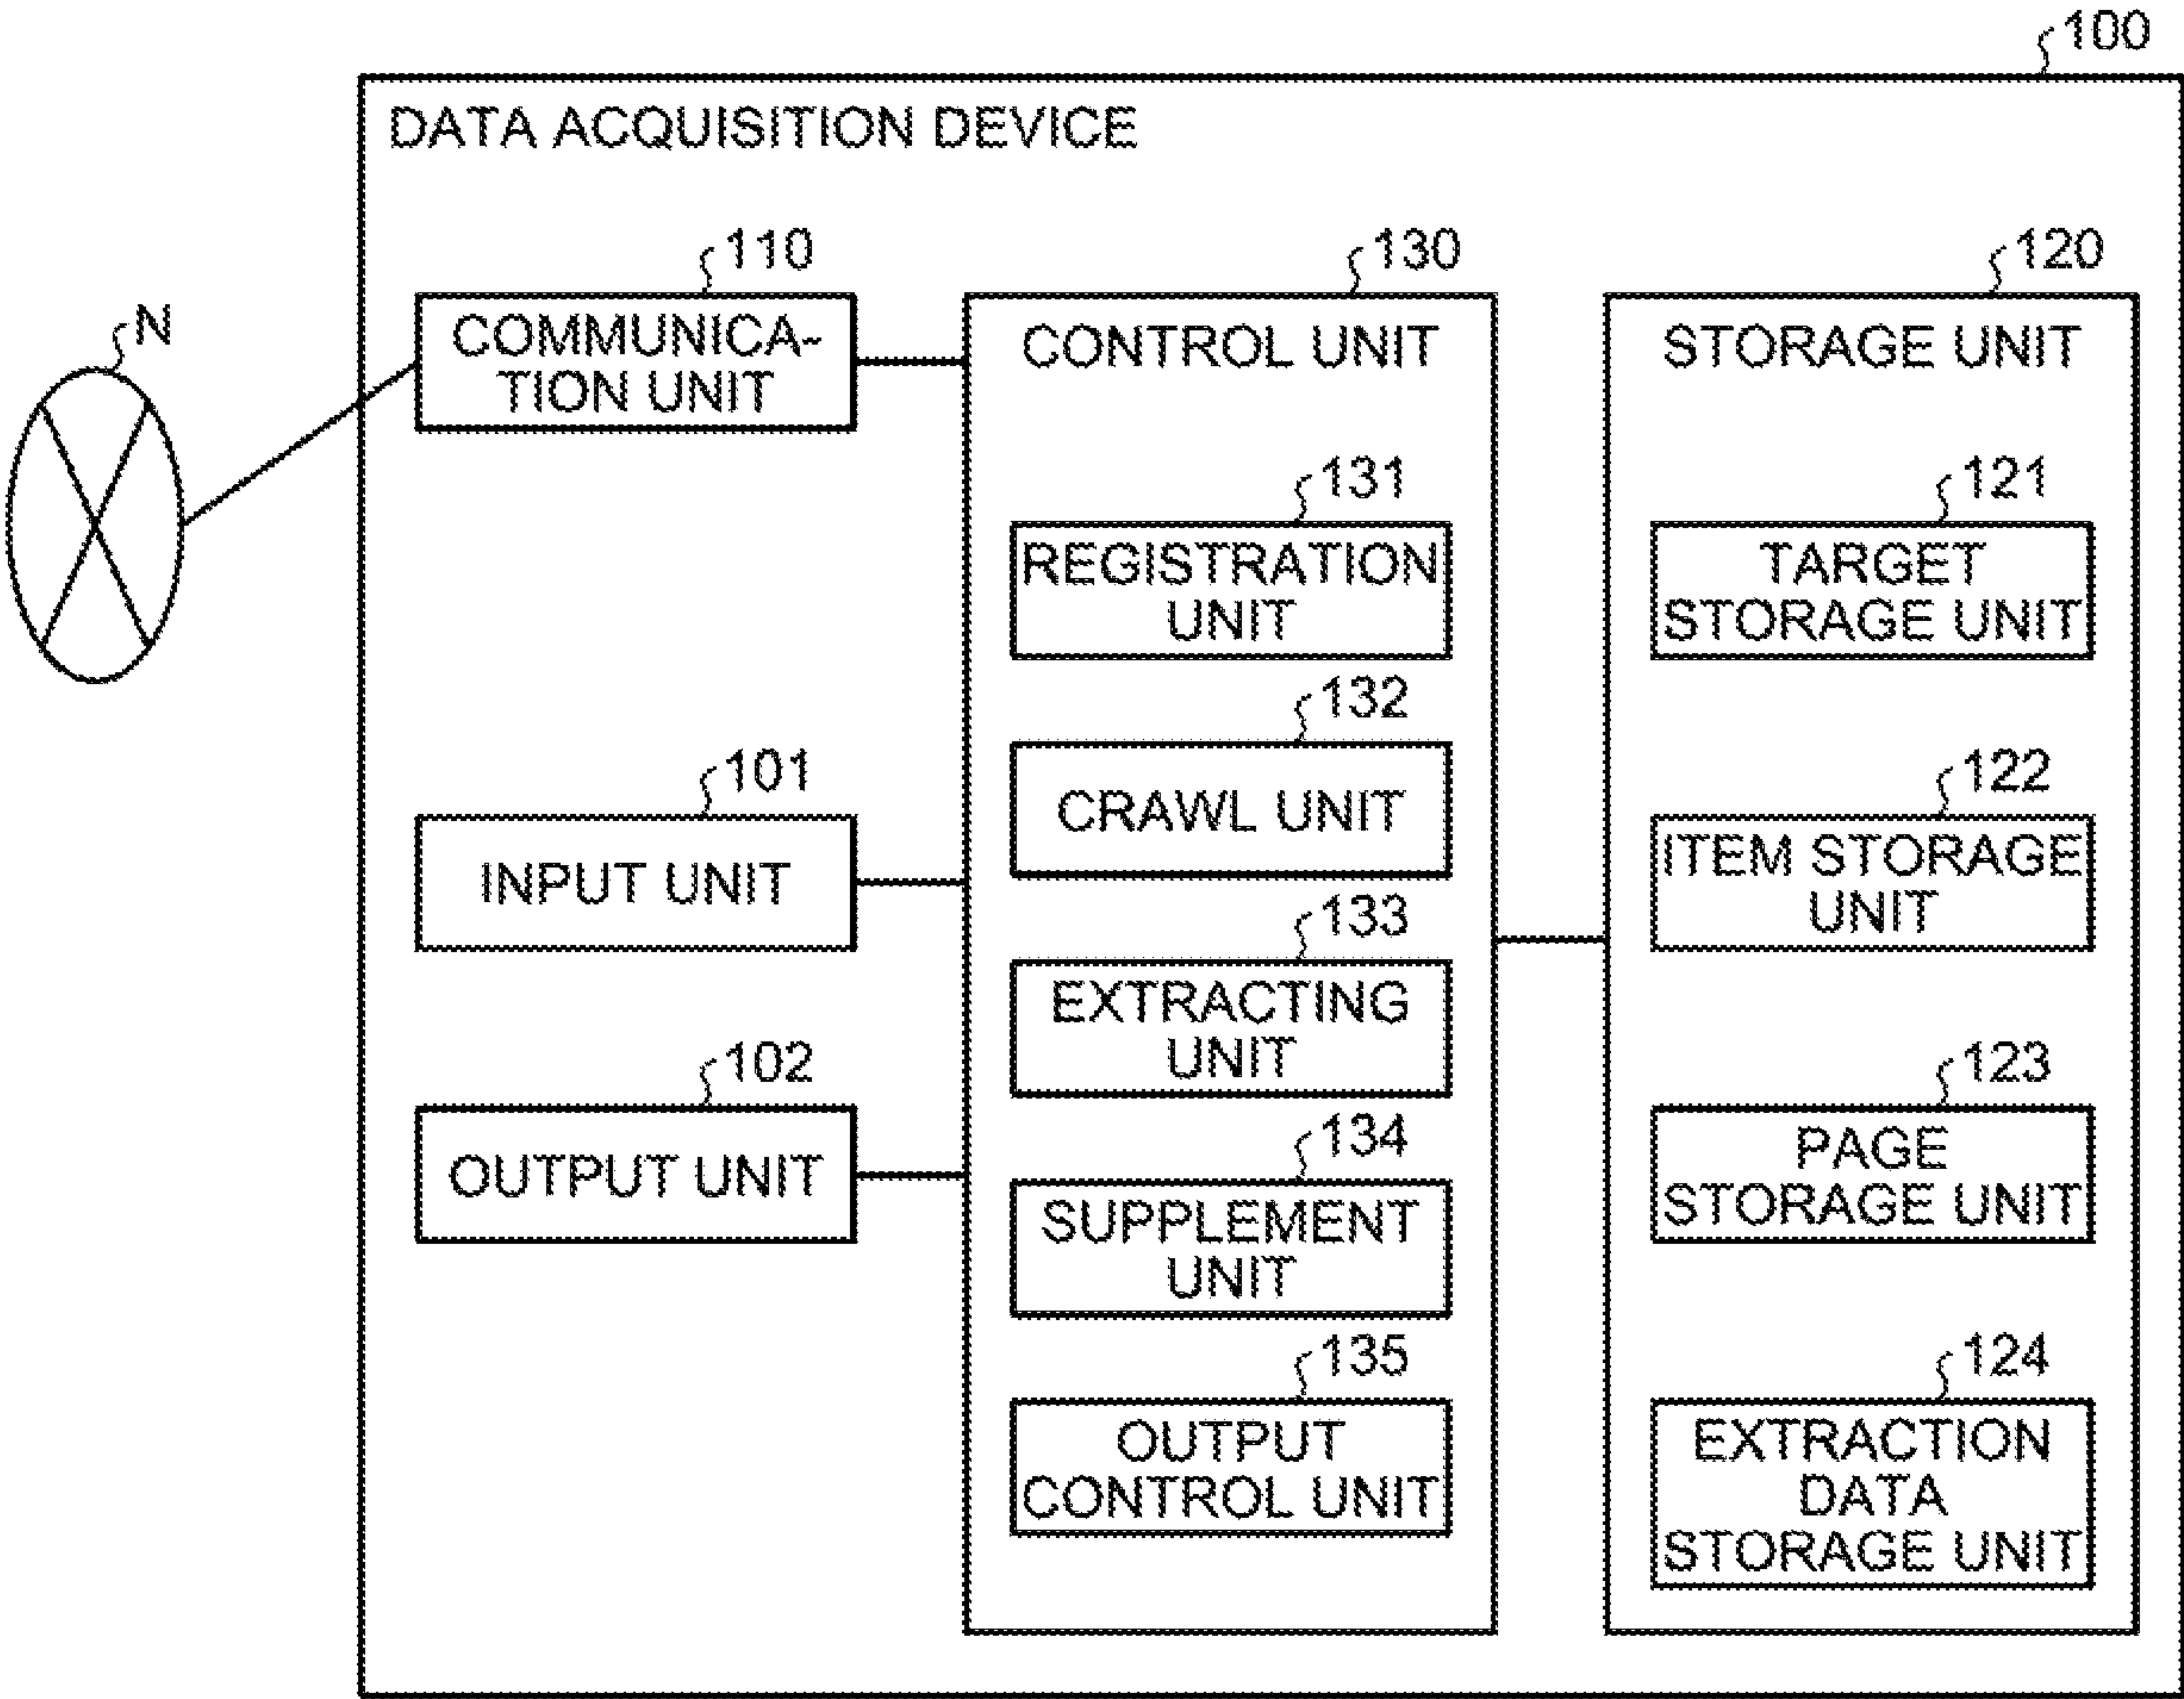 100
DATA ACQUISITION DEVICE
N
110
COMMUNICA-
TION UNIT
101
INPUT UNIT
102
OUTPUT UNIT
130
CONTROL UNIT
131
REGISTRATION
UNIT
132
CRAWL UNIT
133
EXTRACTING
UNIT
134
SUPPLEMENT
UNIT
135
OUTPUT
CONTROL UNIT
120
STORAGE UNIT
121
TARGET
STORAGE UNIT
122
ITEM STORAGE
UNIT
123
PAGE
STORAGE UNIT
124
EXTRACTION
DATA
STORAGE UNIT